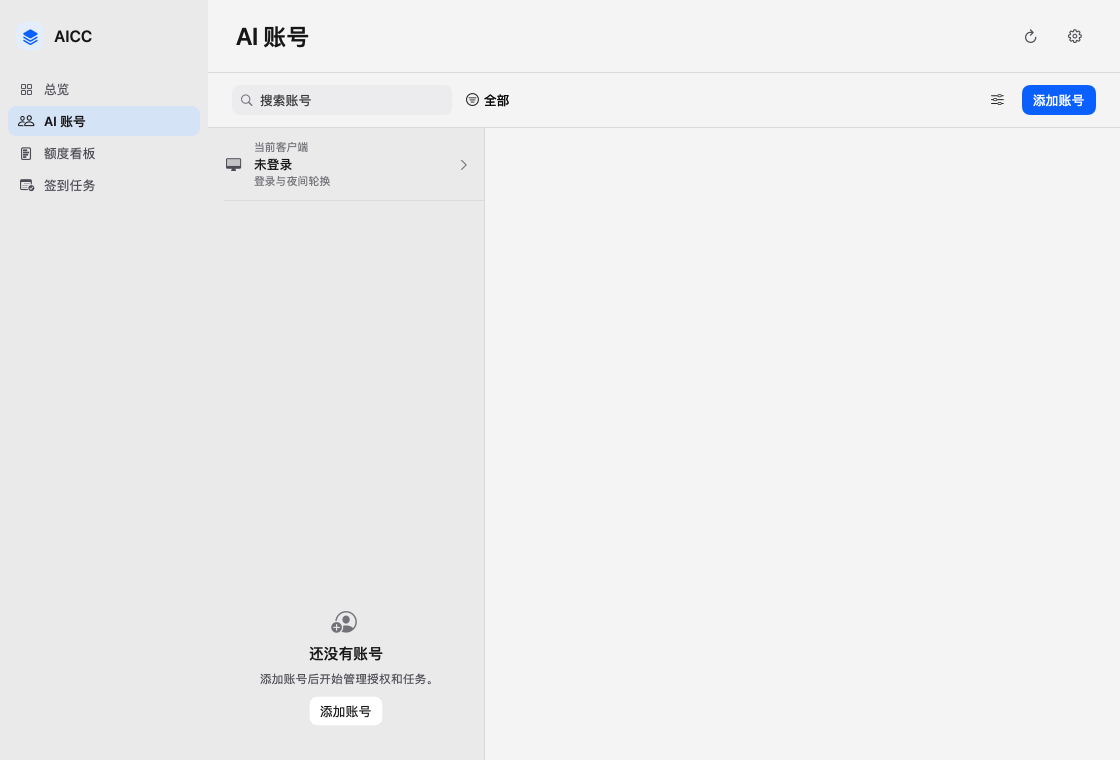 AICC
总览
AI 账号
额度看板
签到任务
AI 账号
搜索账号
全部
添加账号
当前客户端
未登录
登录与夜间轮换
还没有账号
添加账号后开始管理授权和任务。
添加账号